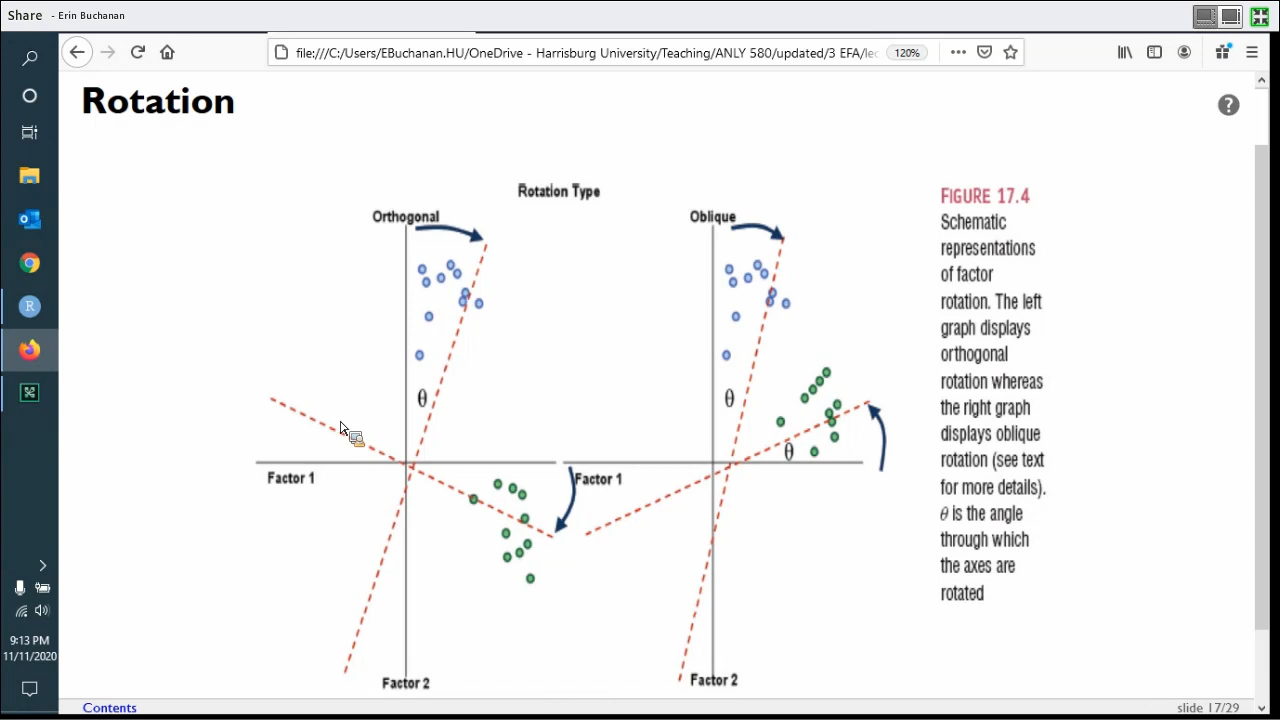 Share - Erin Buchanan
file:///C:/Users/EBuchanan.HU/OneDrive - Harrisburg University/Teaching/ANLY 580/updated/3 EFA/lec
120%
Rotation
?
Rotation Type
Orthogonal
Oblique
θ
θ
θ
Factor 1
Factor 1
Factor 2
Factor 2
FIGURE 17.4
Schematic
representations
of factor
rotation. The left
graph displays
orthogonal
rotation whereas
the right graph
displays oblique
rotation (see text
for more details).
θ is the angle
through which
the axes are
rotated
R
9:13 PM
11/11/2020
Contents
slide 17/29